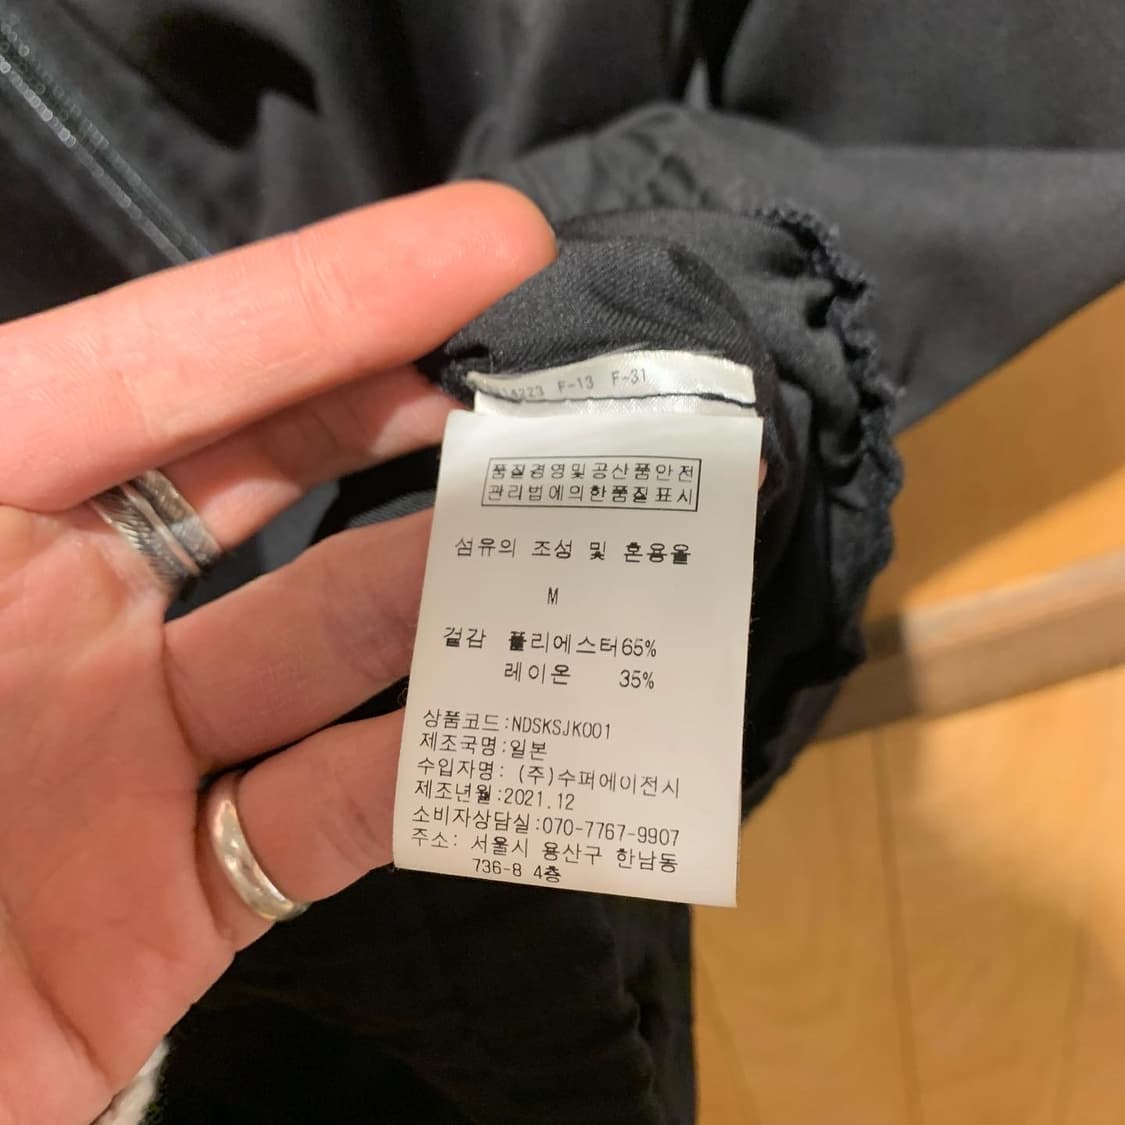 F-13 F-31
품질경영및공산품안전
관리법에의한품질표시
섬유의 조성 및 혼용율
M
겉감 폴리에스터65%
레이온 35%
상품코드:NDSKSJK001
제조국명:일본
수입자명: (주)수퍼에이전시
제조년월:2021.12
소비자상담실:070-7767-9907
주소: 서울시 용산구 한남동
736-8 4층